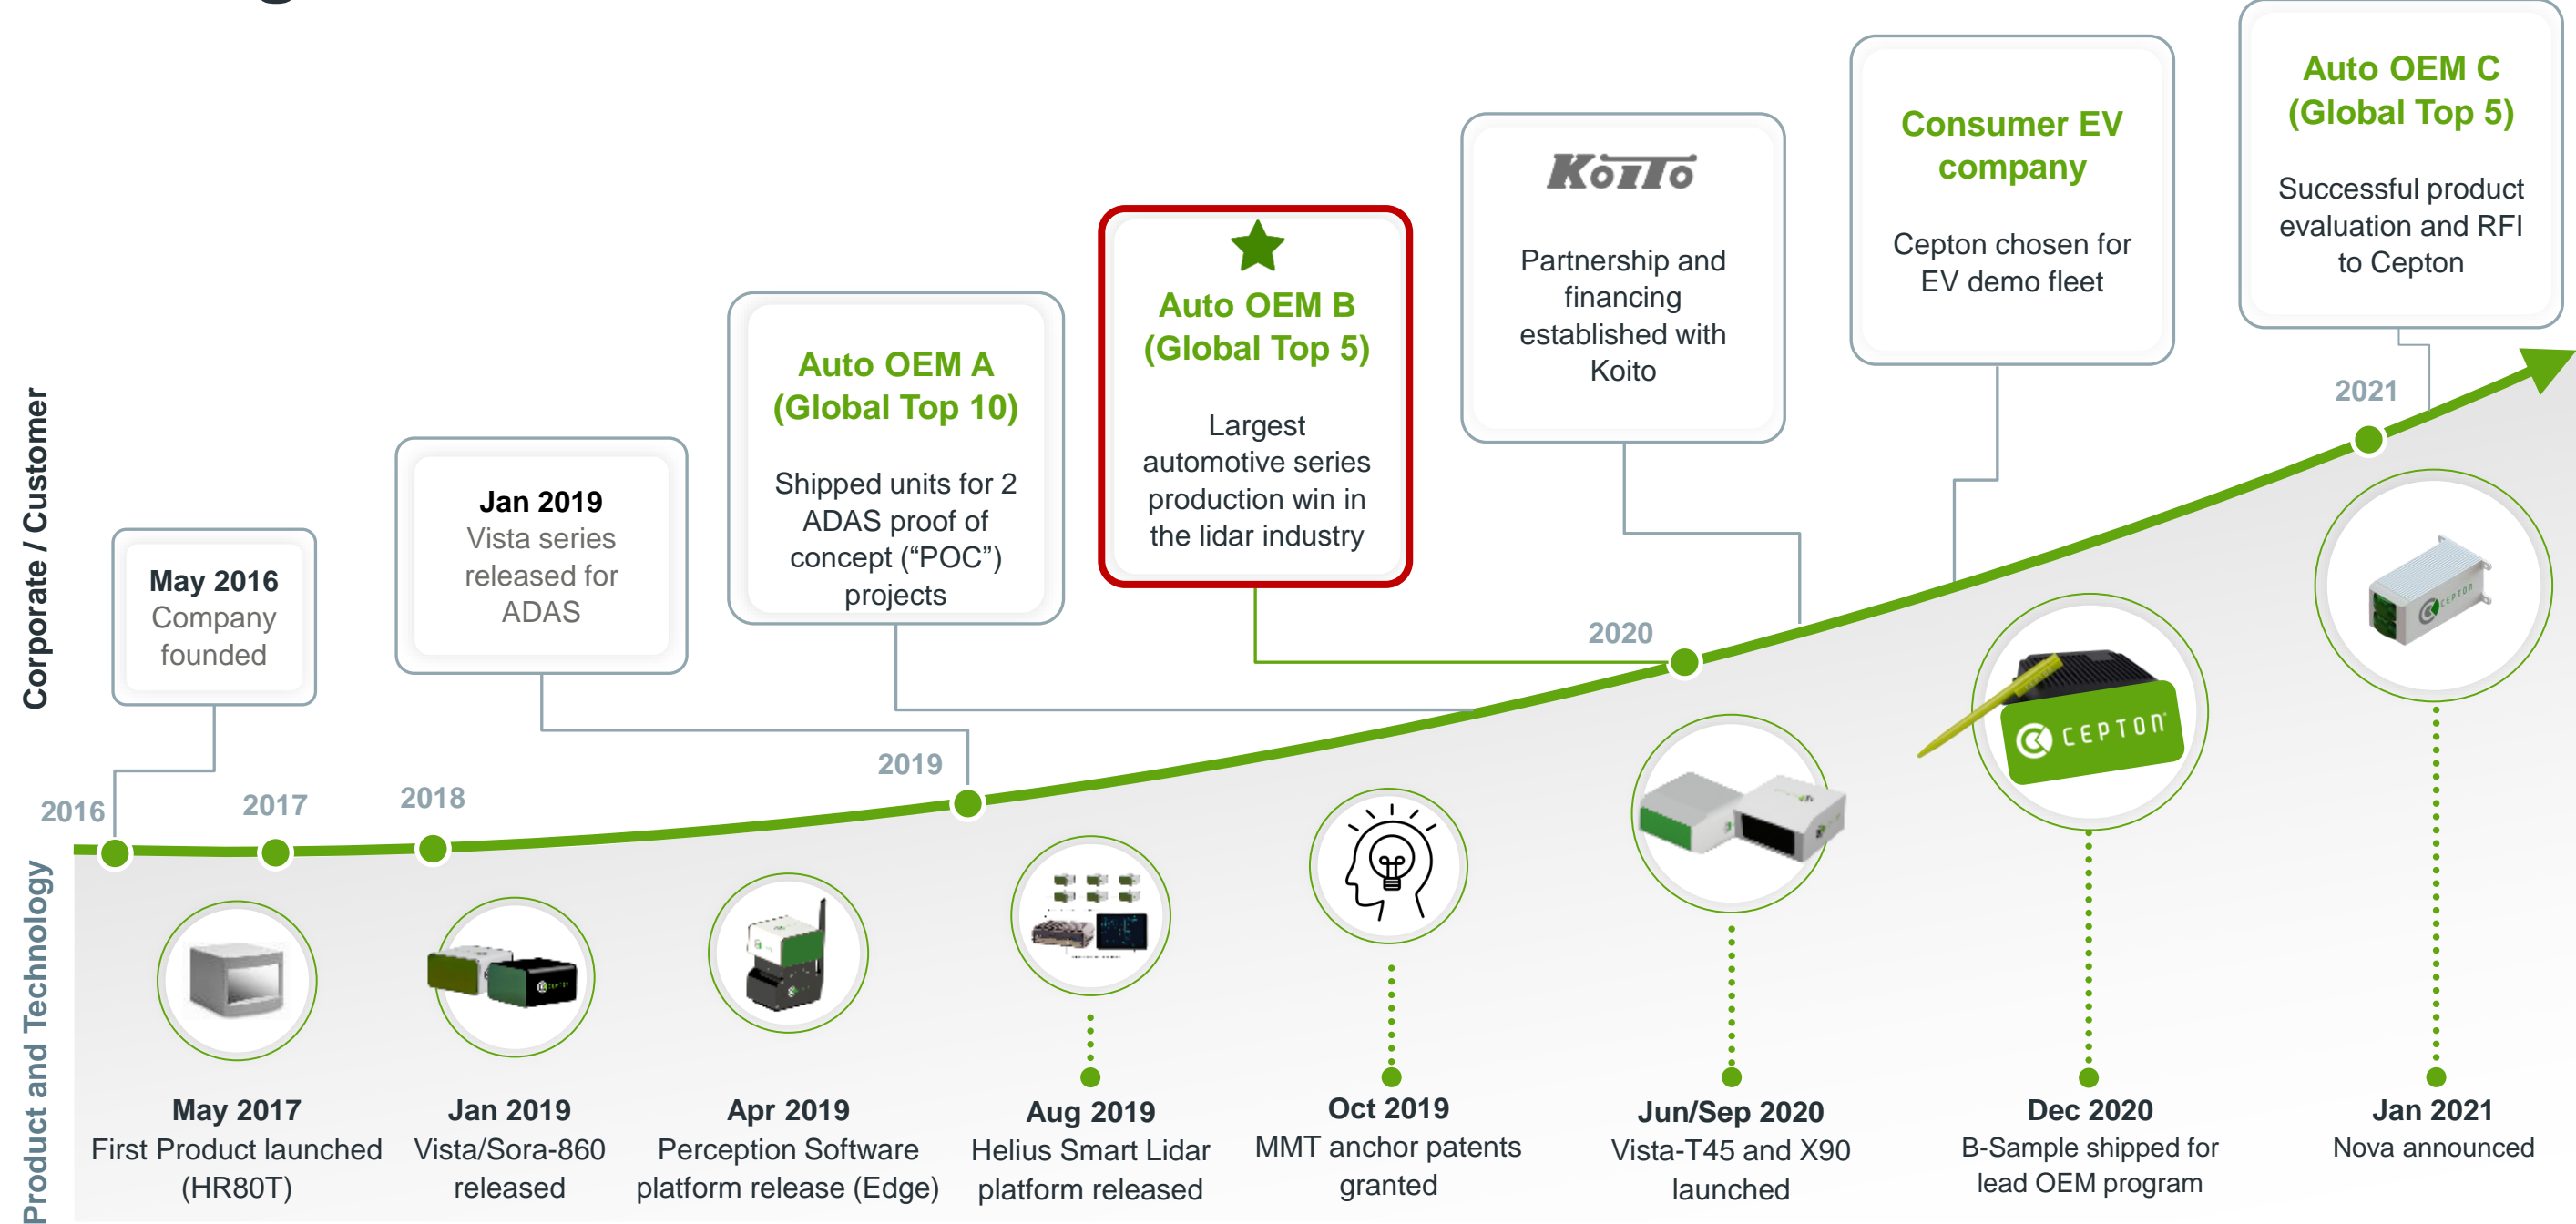 Corporate / Customer
Product and Technology
May 2016
Company
founded
Jan 2019
Vista series
released for
ADAS
Auto OEM A
(Global Top 10)
Shipped units for 2
ADAS proof of
concept (“POC”)
projects
Auto OEM B
(Global Top 5)
Largest
automotive series
production win in
the lidar industry
KOITO
Partnership and
financing
established with
Koito
Consumer EV
company
Cepton chosen for
EV demo fleet
Auto OEM C
(Global Top 5)
Successful product
evaluation and RFI
to Cepton
2016
2017
2018
2019
2020
2021
CEPTON
CEPTON
CEPTON
May 2017
First Product launched
(HR80T)
Jan 2019
Vista/Sora-860
released
Apr 2019
Perception Software
platform release (Edge)
Aug 2019
Helius Smart Lidar
platform released
Oct 2019
MMT anchor patents
granted
Jun/Sep 2020
Vista-T45 and X90
launched
Dec 2020
B-Sample shipped for
lead OEM program
Jan 2021
Nova announced